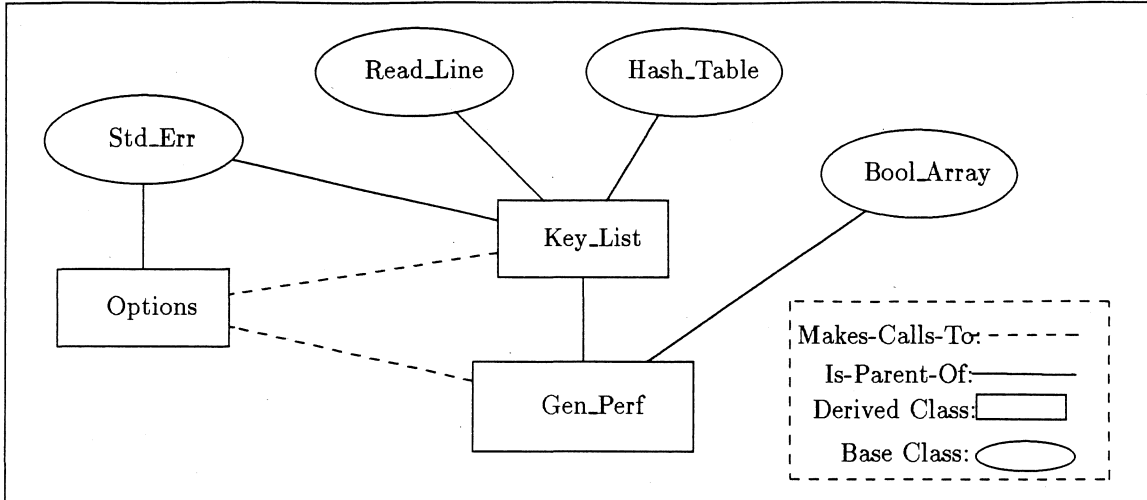 Read_Line
Hash_Table
Std_Err
Bool_Array
Key_List
Options
Gen_Perf
Makes-Calls-To:
Is-Parent-Of:
Derived Class:
Base Class: